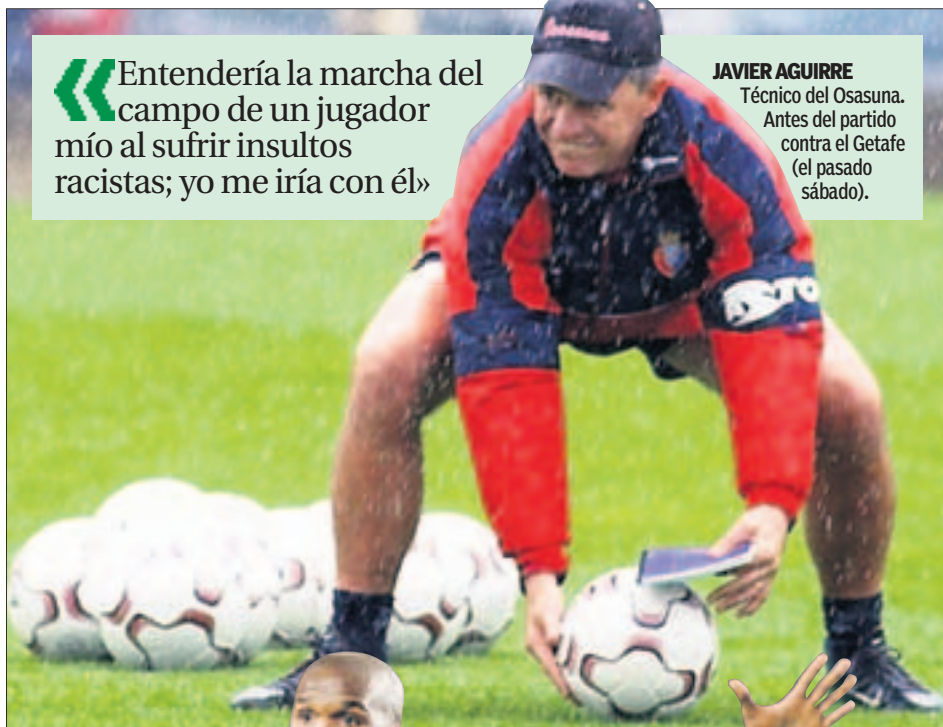 «Entendería la marcha del
campo de un jugador
mío al sufrir insultos
racistas; yo me iría con él»
JAVIER AGUIRRE
Técnico del Osasuna.
Antes del partido
contra el Getafe
(el pasado
sábado).